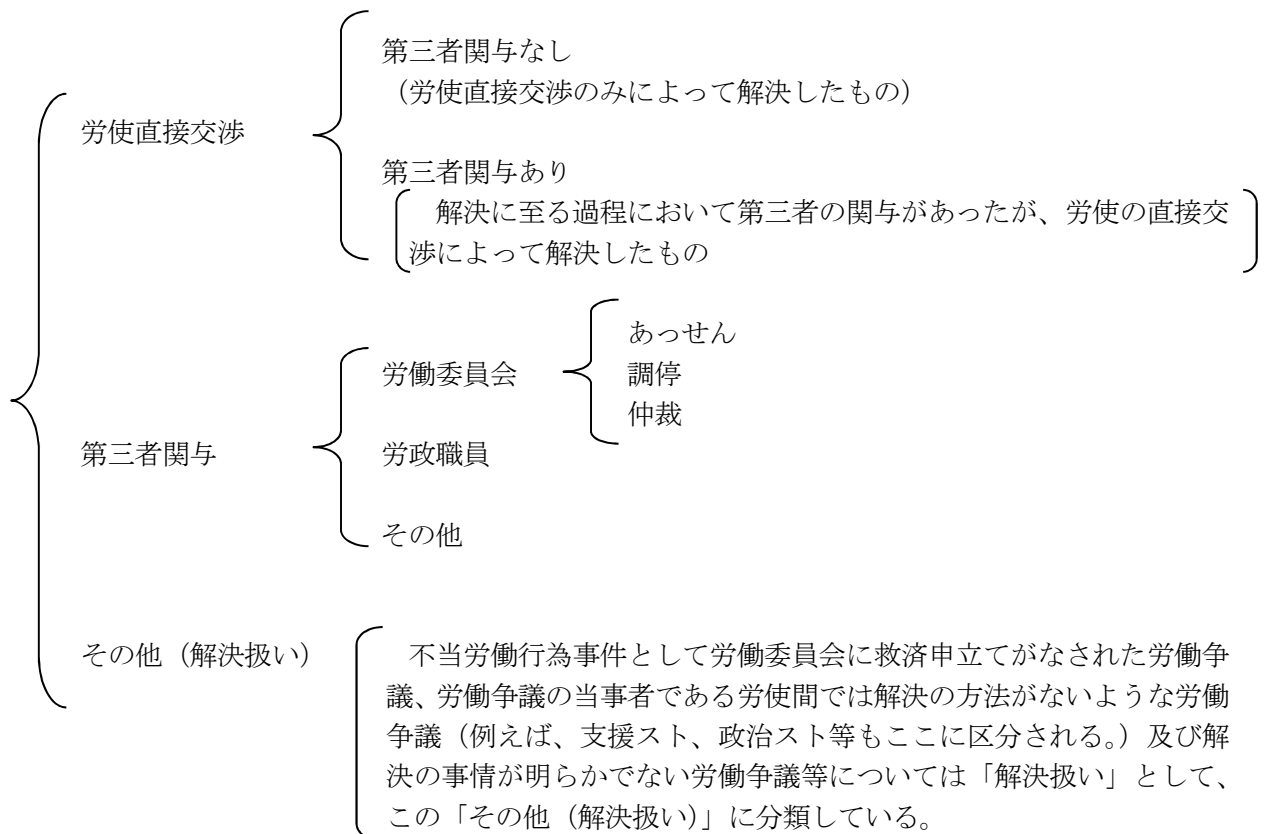 第三者関与なし
（労使直接交渉のみによって解決したもの）
労使直接交渉
第三者関与あり
解決に至る過程において第三者の関与があったが、労使の直接交
渉によって解決したもの
あっせん
労働委員会
調停
仲裁
第三者関与
労政職員
その他
その他（解決扱い）
不当労働行為事件として労働委員会に救済申立てがなされた労働争
議、労働争議の当事者である労使間では解決の方法がないような労働
争議（例えば、支援スト、政治スト等もここに区分される。）及び解
決の事情が明らかでない労働争議等については「解決扱い」として、
この「その他（解決扱い）」に分類している。